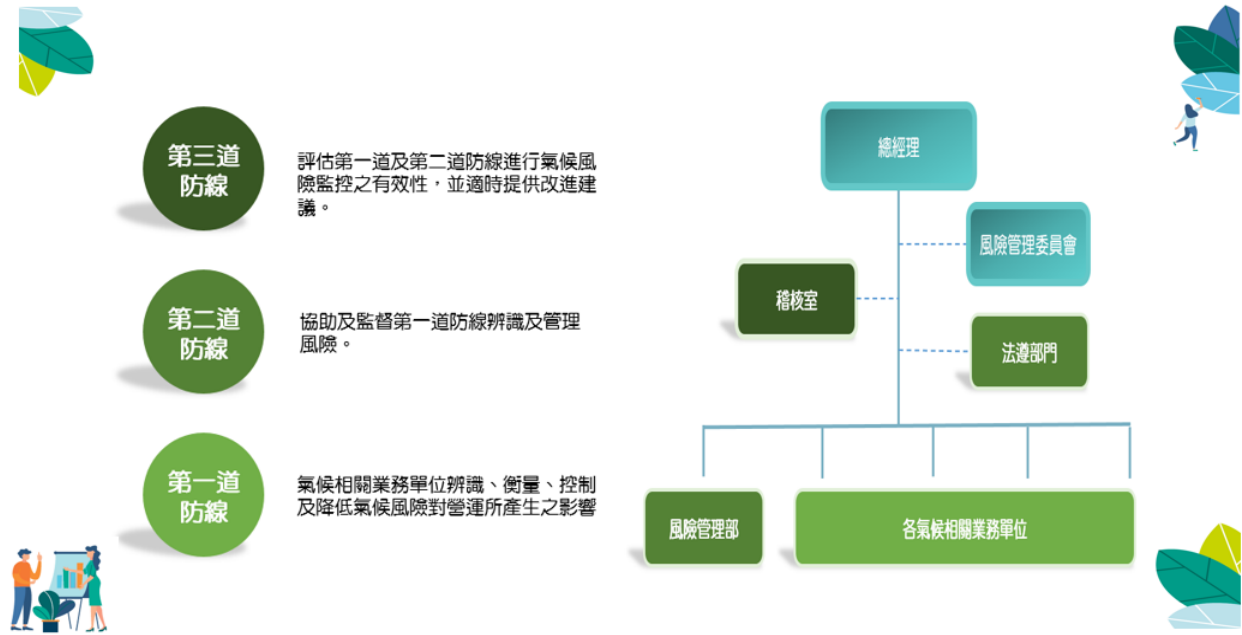 第三道
防線
評估第一道及第二道防線進行氣候風
險監控之有效性，並適時提供改進建
議。
第二道
防線
協助及監督第一道防線辨識及管理
風險。
第一道
防線
氣候相關業務單位辨識、衡量、控制
及降低氣候風險對營運所產生之影響
總經理
風險管理委員會
稽核室
法遵部門
風險管理部
各氣候相關業務單位